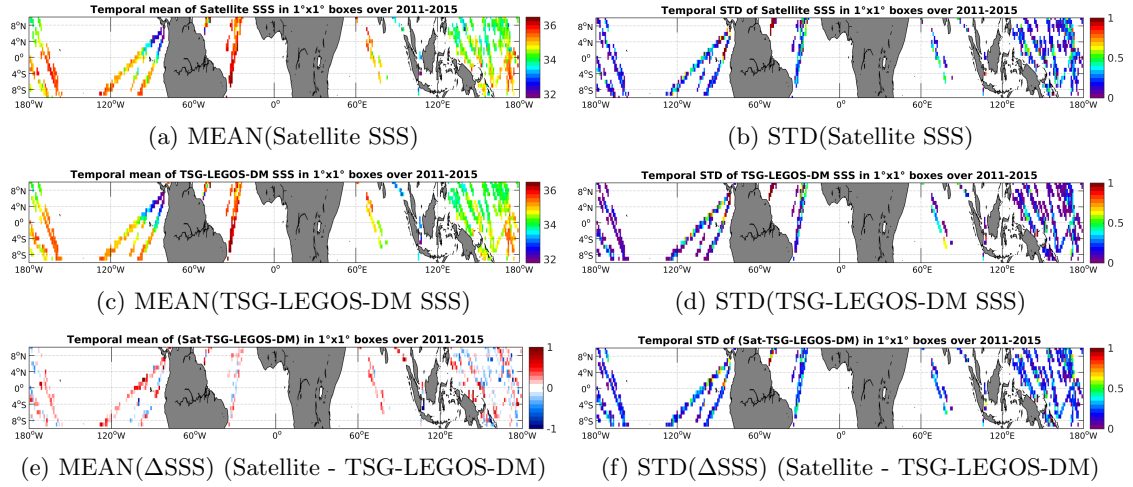 Temporal mean of Satellite SSS in 1°x1° boxes over 2011-2015
8°N
4°N
0°
4°S
8°S
180°W 120°W 60°W 0° 60°E 120°E 180°W
36
34
32
(a) MEAN(Satellite SSS)
Temporal STD of Satellite SSS in 1°x1° boxes over 2011-2015
8°N
4°N
0°
4°S
8°S
180°W 120°W 60°W 0° 60°E 120°E 180°W
1
0.5
0
(b) STD(Satellite SSS)
Temporal mean of TSG-LEGOS-DM SSS in 1°x1° boxes over 2011-2015
8°N
4°N
0°
4°S
8°S
180°W 120°W 60°W 0° 60°E 120°E 180°W
36
34
32
(c) MEAN(TSG-LEGOS-DM SSS)
Temporal STD of TSG-LEGOS-DM SSS in 1°x1° boxes over 2011-2015
8°N
4°N
0°
4°S
8°S
180°W 120°W 60°W 0° 60°E 120°E 180°W
1
0.5
0
(d) STD(TSG-LEGOS-DM SSS)
Temporal mean of (Sat-TSG-LEGOS-DM) in 1°x1° boxes over 2011-2015
8°N
4°N
0°
4°S
8°S
180°W 120°W 60°W 0° 60°E 120°E 180°W
1
0.5
0
-0.5
-1
(e) MEAN(ΔSSS) (Satellite - TSG-LEGOS-DM)
Temporal STD of (Sat-TSG-LEGOS-DM) in 1°x1° boxes over 2011-2015
8°N
4°N
0°
4°S
8°S
180°W 120°W 60°W 0° 60°E 120°E 180°W
1
0.5
0
(f) STD(ΔSSS) (Satellite - TSG-LEGOS-DM)